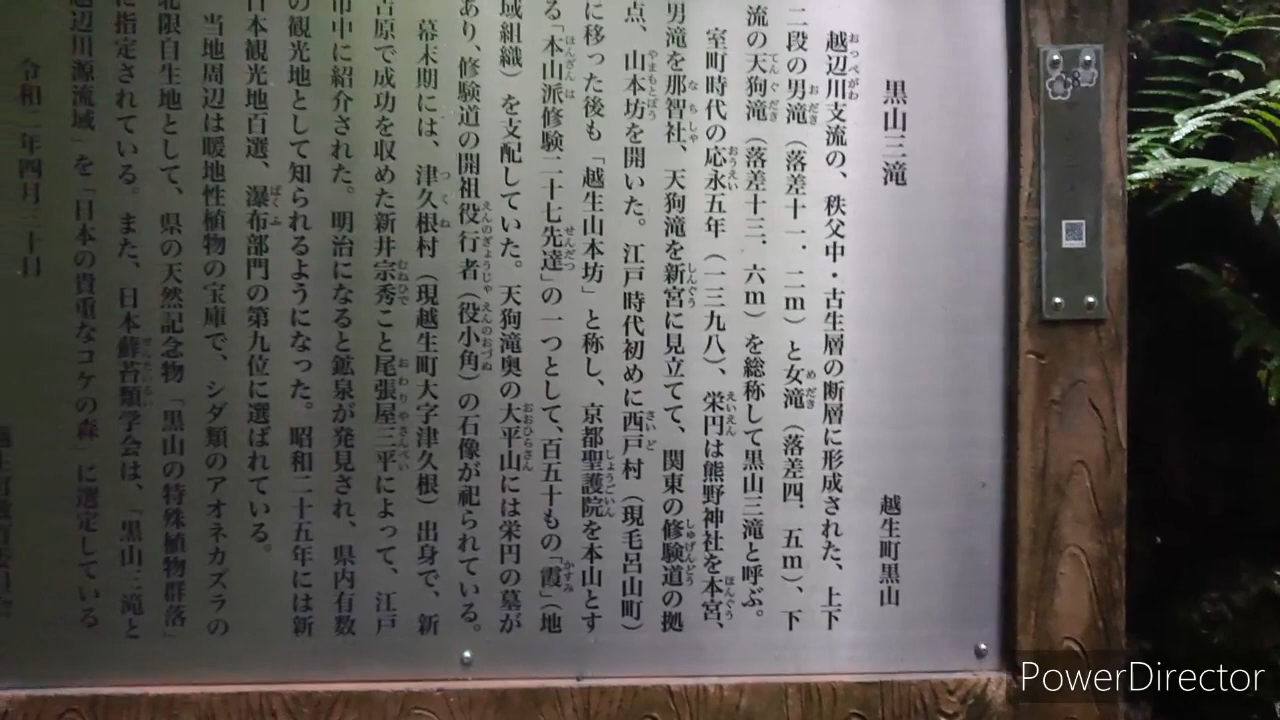 黒山三滝
越生町黒山
越辺川支流の、秩父中・古生層の断層に形成された、上下
二段の男滝（落差十一．二m）と女滝（落差四．五m）、下
流の天狗滝（落差十三．六m）を総称して黒山三滝と呼ぶ。
室町時代の応永五年（一三九八）、栄円は熊野神社を本宮、
男滝を那智社、天狗滝を新宮に見立てて、関東の修験道の拠
点、山本坊を開いた。江戸時代初めに西戸村（現毛呂山町）
に移った後も「越生山本坊」と称し、京都聖護院を本山とす
る「本山派修験二十七先達」の一つとして、百五十もの「霞」（地
域組織）を支配していた。天狗滝奥の大平山には栄円の墓が
あり、修験道の開祖役行者（役小角）の石像が祀られている。
幕末期には、津久根村（現越生町大字津久根）出身で、新
吉原で成功を収めた新井宗秀こと尾張屋三平によって、江戸
市中に紹介された。明治になると鉱泉が発見され、県内有数
の観光地として知られるようになった。昭和二十五年には新
日本観光地百選、瀑布部門の第九位に選ばれている。
当地周辺は暖地性植物の宝庫で、シダ類のアオネカズラの
北限自生地として、県の天然記念物「黒山の特殊植物群落」
に指定されている。また、日本蘚苔類学会は、「黒山三滝と
越辺川源流域」を「日本の貴重なコケの森」に選定している
令和二年四月三十日
8
PowerDirector